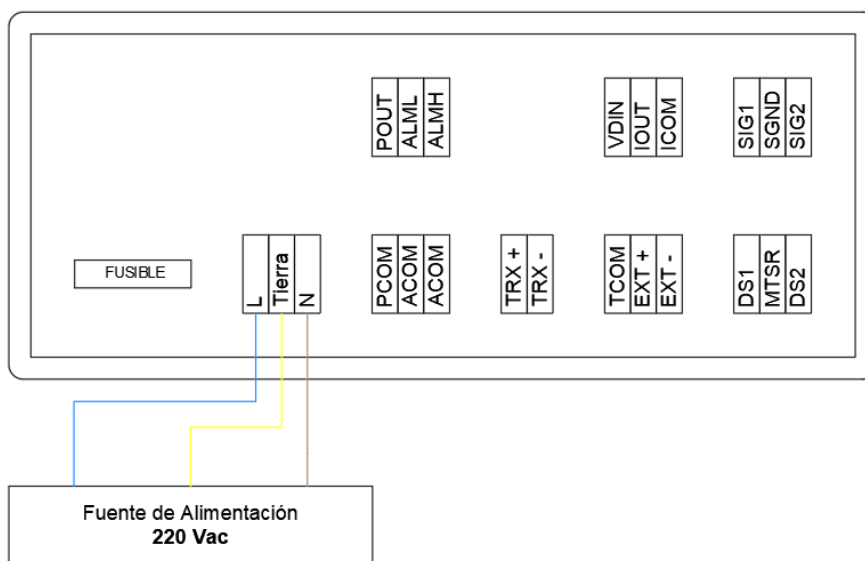 POUT
ALML
ALMH
VDIN
IOUT
ICOM
SIG1
SGND
SIG2
FUSIBLE
L
Tierra
N
PCOM
ACOM
ACOM
TRX +
TRX -
TCOM
EXT +
EXT -
DS1
MTSR
DS2
Fuente de Alimentación
220 Vac